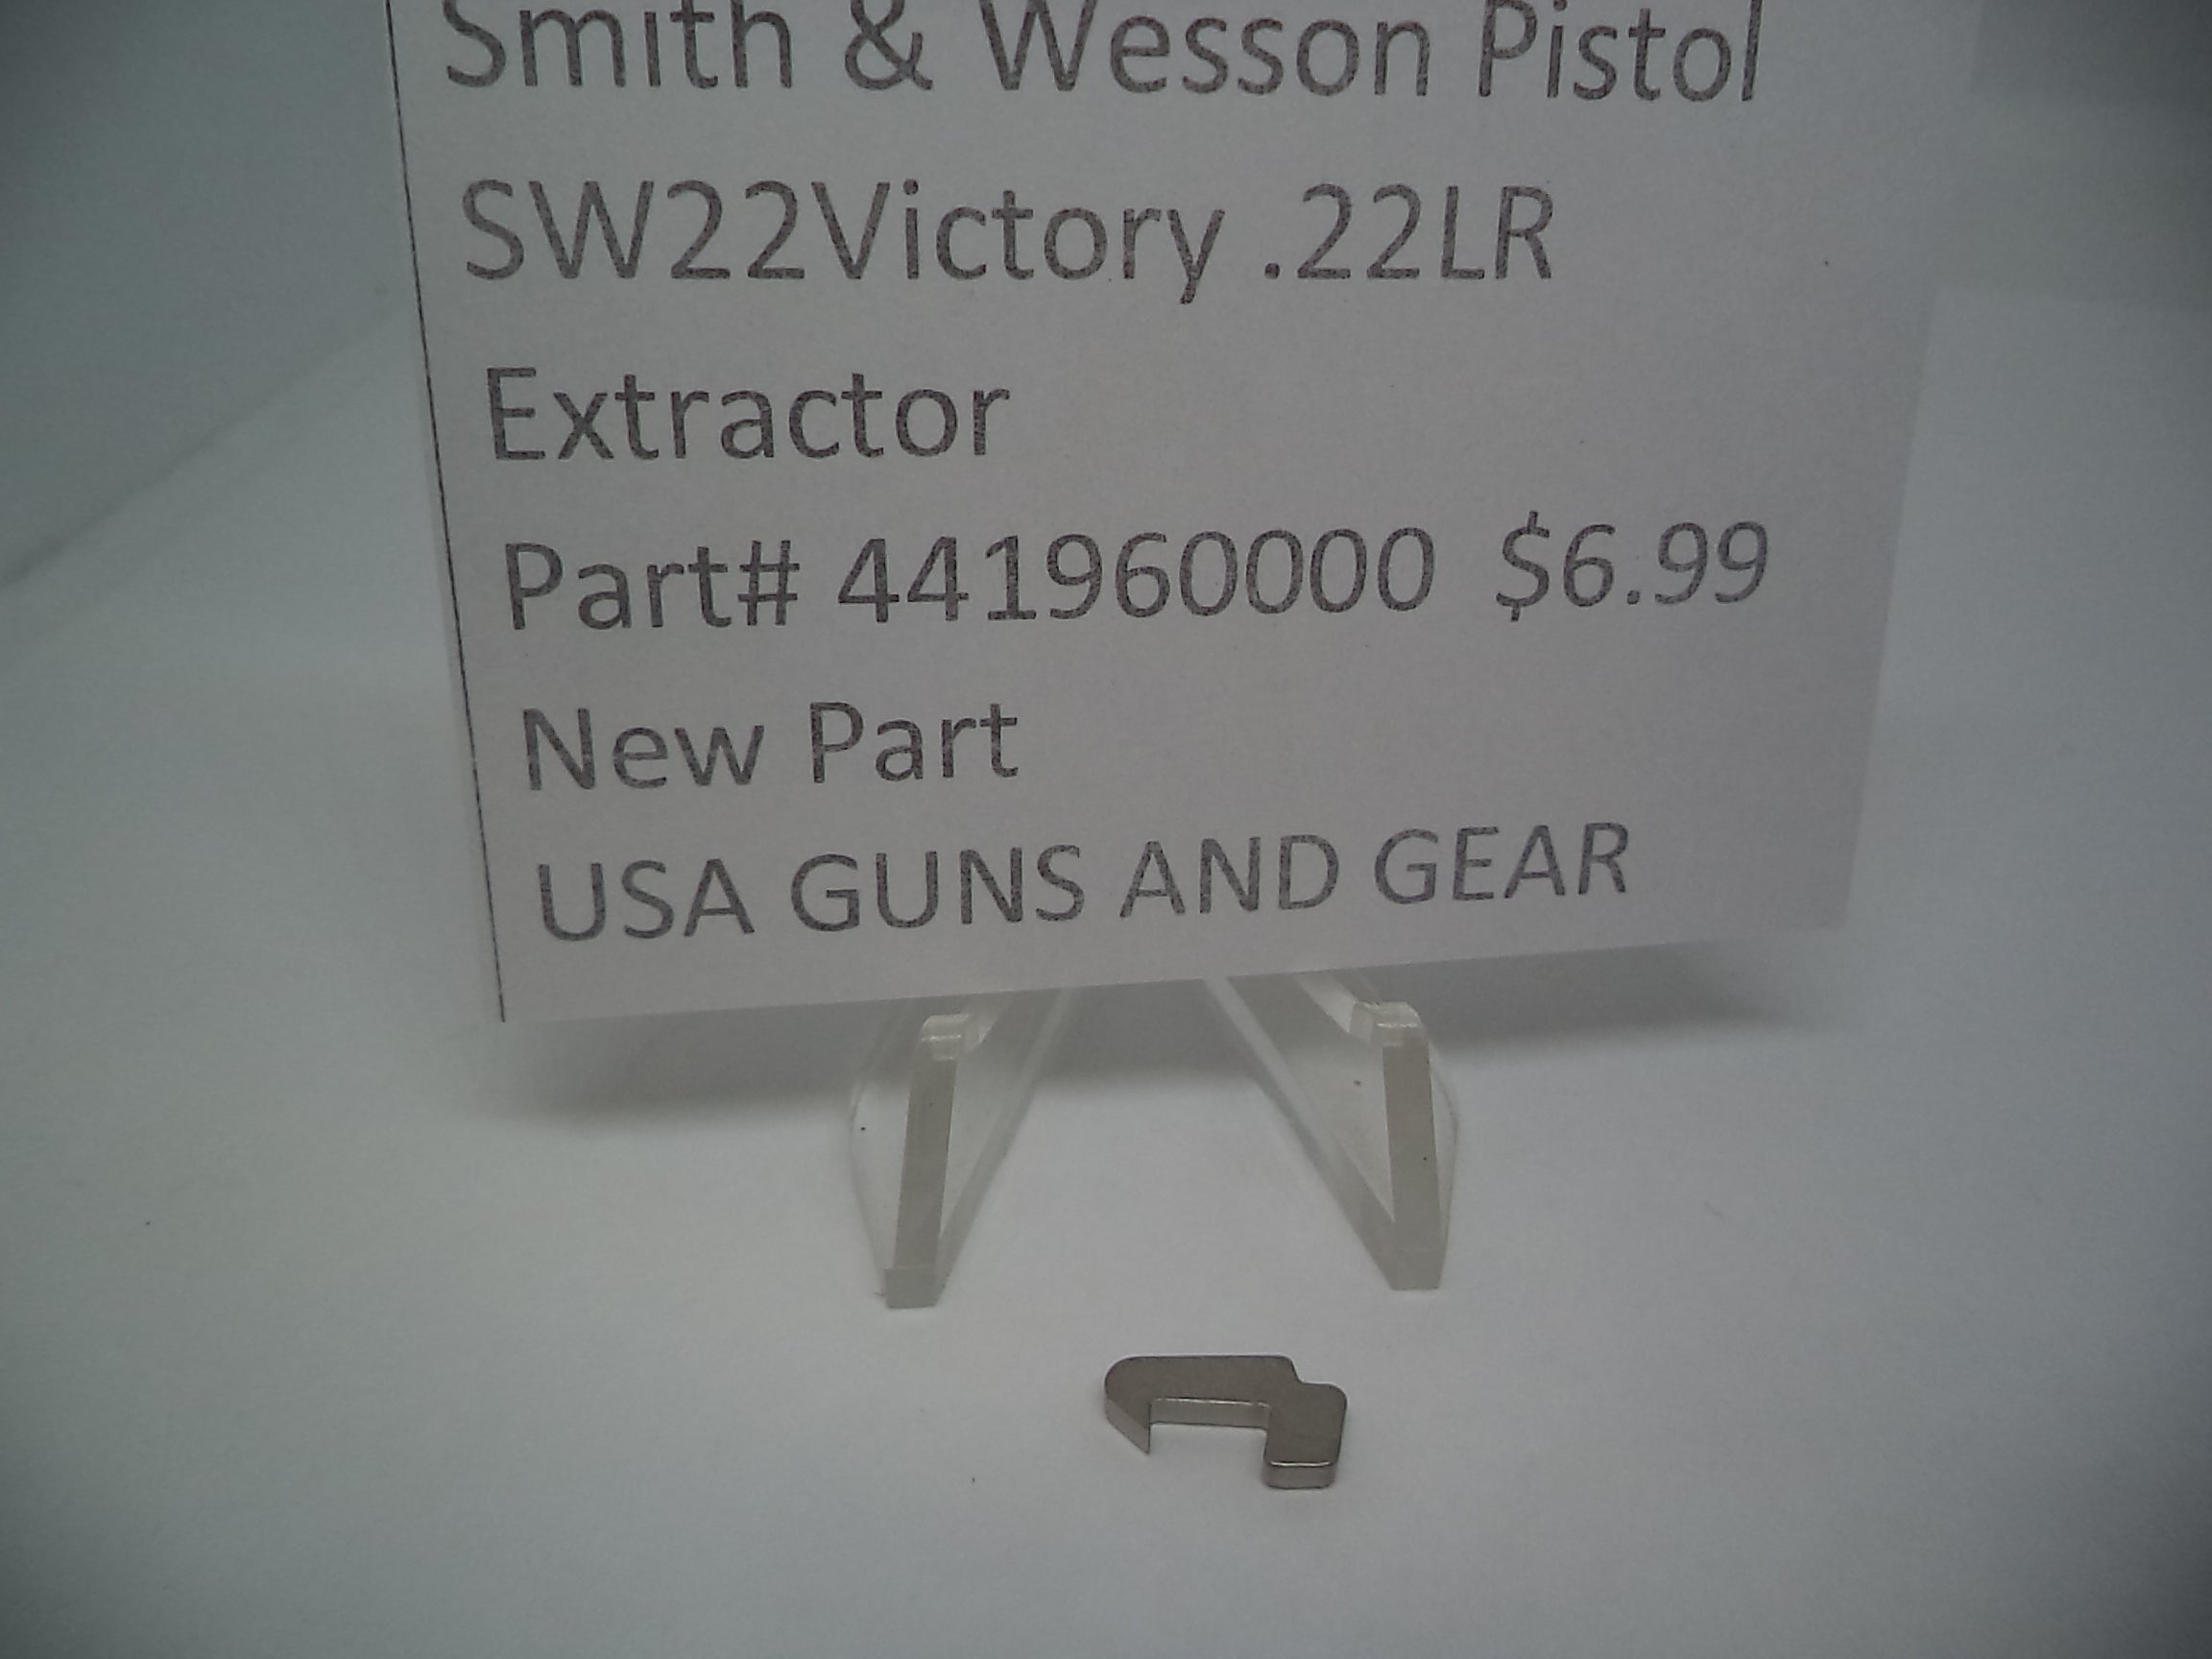 Smith & Wesson Pistol
SW22Victory .22LR
Extractor
Part# 441960000 $6.99
New Part
USA GUNS AND GEAR